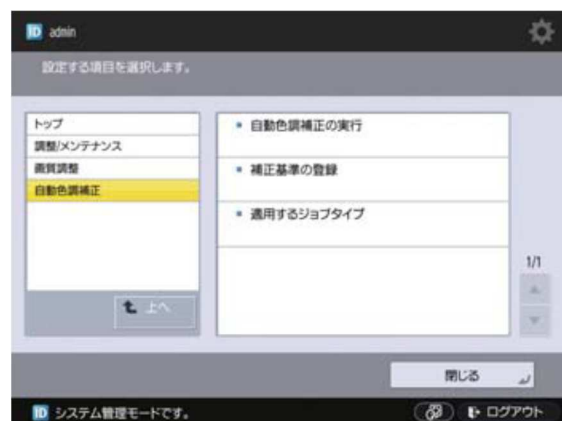 ID admin
設定する項目を選択します。
トップ
調整/メンテナンス
画質調整
自動色調補正
上へ
自動色調補正の実行
補正基準の登録
適用するジョブタイプ
1/1
閉じる
ID システム管理モードです。
ログアウト